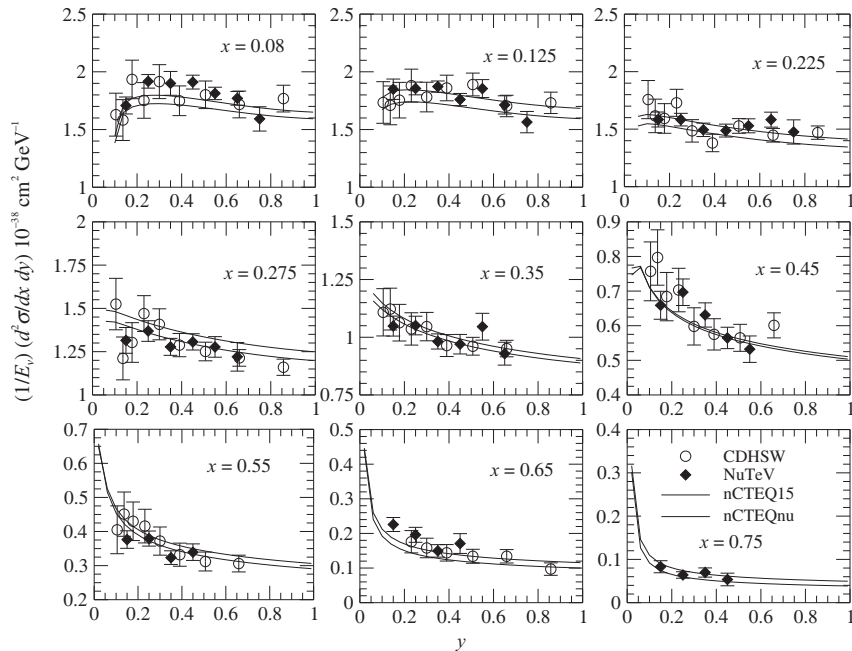 2.5
2
1.5
1
0 0.2 0.4 0.6 0.8 1
x = 0.08
2.5
2
1.5
1
0 0.2 0.4 0.6 0.8 1
x = 0.125
2.5
2
1.5
1
0 0.2 0.4 0.6 0.8 1
x = 0.225
2
1.75
1.5
1.25
1
0 0.2 0.4 0.6 0.8 1
x = 0.275
1.5
1.25
1
0.75
0 0.2 0.4 0.6 0.8 1
x = 0.35
0.9
0.8
0.7
0.6
0.5
0.4
0 0.2 0.4 0.6 0.8 1
x = 0.45
0.7
0.6
0.5
0.4
0.3
0.2
0 0.2 0.4 0.6 0.8 1
x = 0.55
0.5
0.4
0.3
0.2
0.1
0
0 0.2 0.4 0.6 0.8 1
x = 0.65
0.4
0.3
0.2
0.1
0
0 0.2 0.4 0.6 0.8 1
CDHSW
NuTeV
nCTEQ15
nCTEQnu
x = 0.75
(1/Eν) (d²σ/dx dy) 10⁻³⁸ cm² GeV⁻¹
y